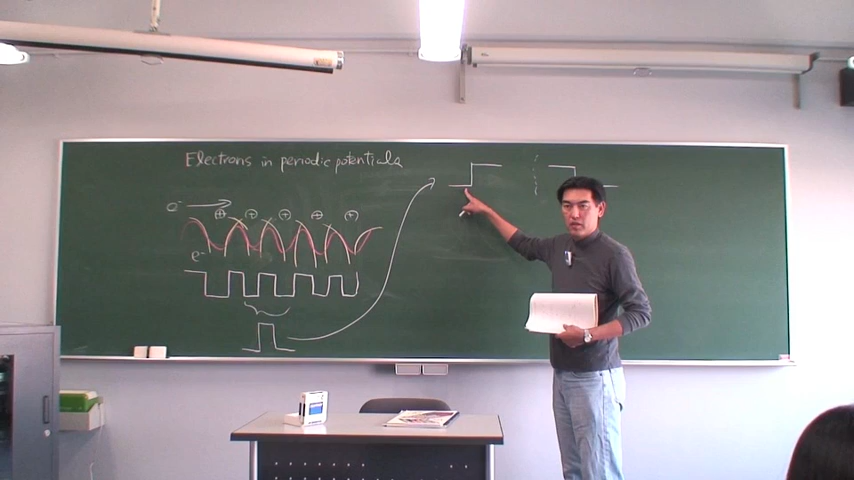 Electrons in periodic potentials
e⁻
⊕ ⊕ ⊕ ⊕ ⊕
e⁻